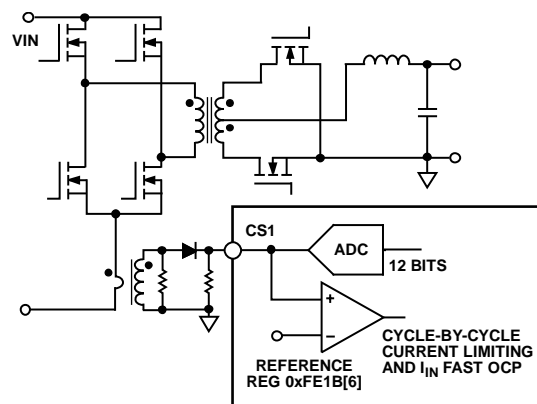 VIN
CS1
ADC
12 BITS
+
−
CYCLE-BY-CYCLE
CURRENT LIMITING
AND IIN FAST OCP
REFERENCE
REG 0xFE1B[6]